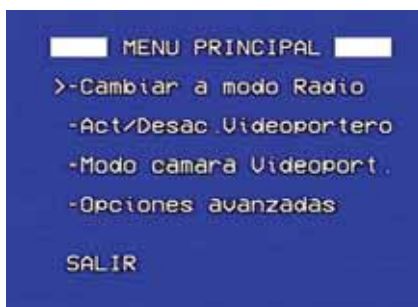 MENU PRINCIPAL
>-Cambiar a modo Radio
-Act/Desac.Videoportero
-Modo camara Videoport.
-Opciones avanzadas
SALIR